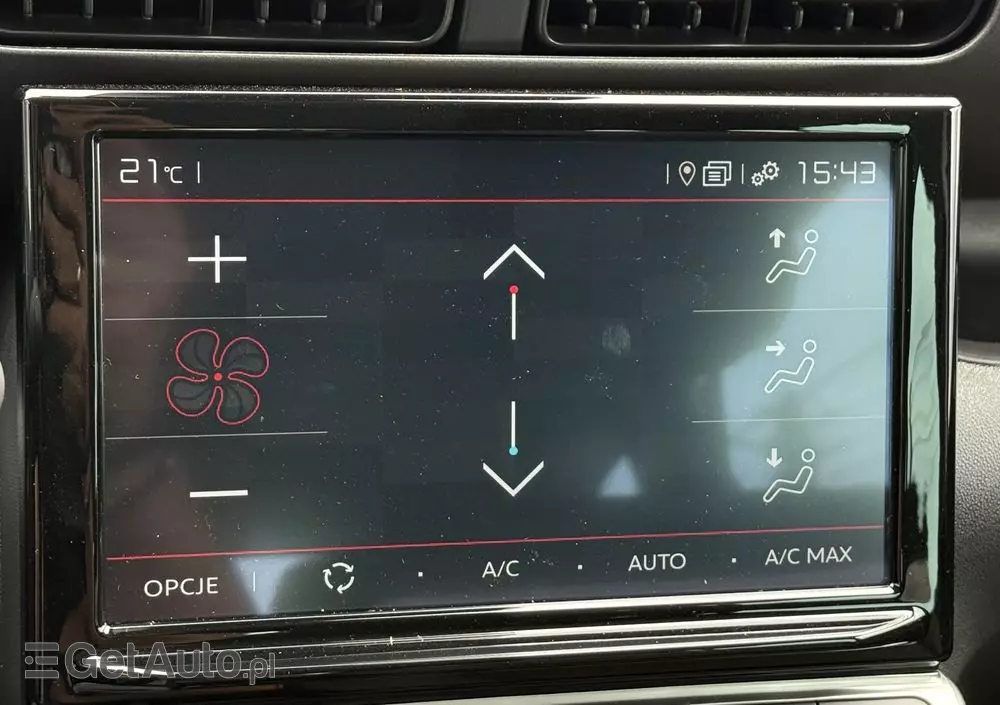 21°C
15:43
OPCJE
A/C
AUTO
A/C MAX
GetAuto.pl